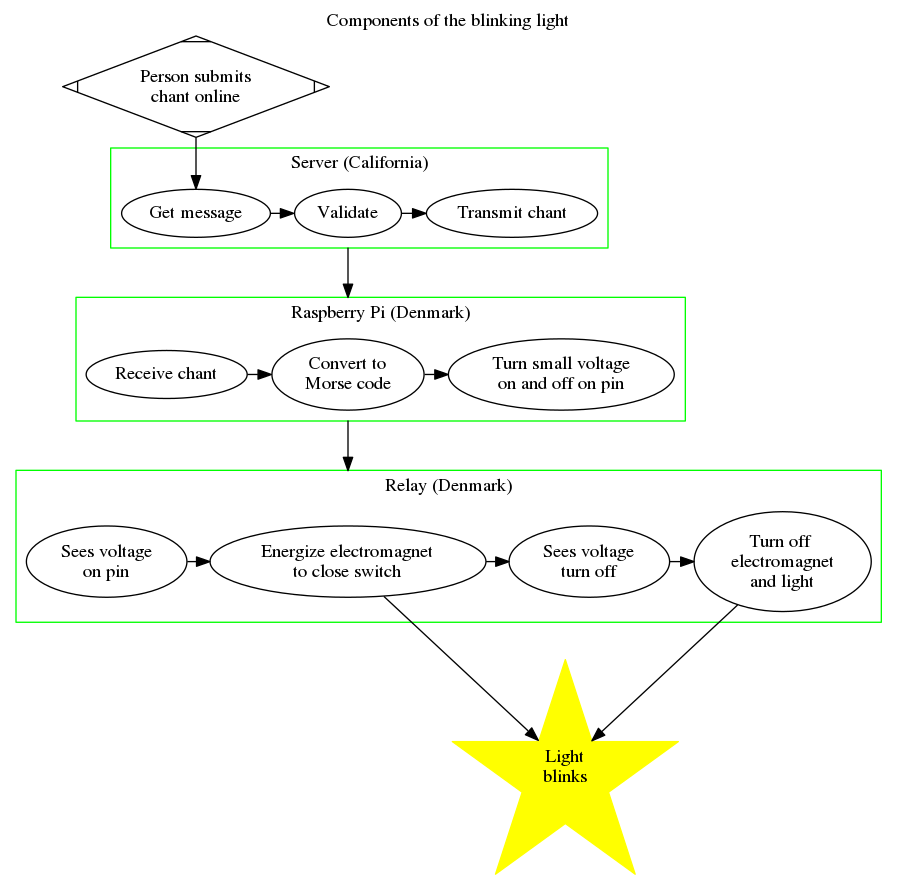 Components of the blinking light
Person submits
chant online
Server (California)
Get message
Validate
Transmit chant
Raspberry Pi (Denmark)
Receive chant
Convert to
Morse code
Turn small voltage
on and off on pin
Relay (Denmark)
Sees voltage
on pin
Energize electromagnet
to close switch
Sees voltage
turn off
Turn off
electromagnet
and light
Light
blinks